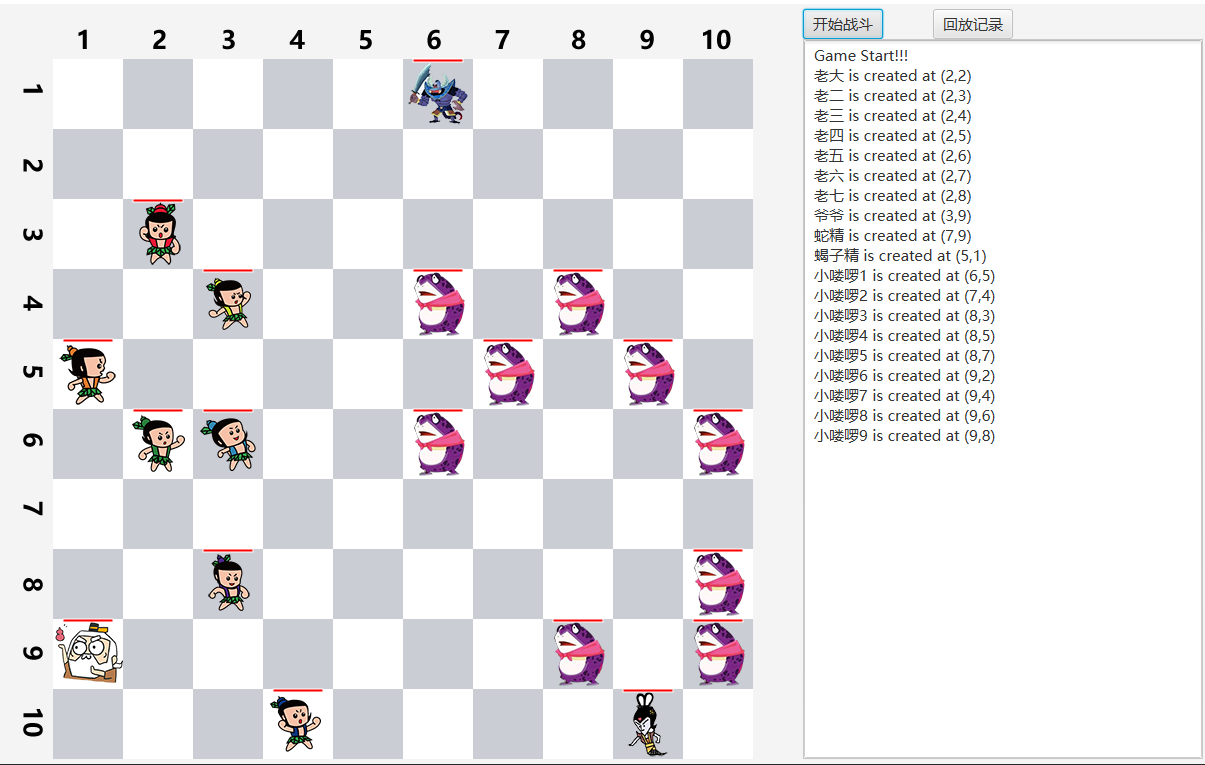 开始战斗 回放记录
1 2 3 4 5 6 7 8 9 10
1
2
3
4
5
6
7
8
9
10
Game Start!!!
老大 is created at (2,2)
老二 is created at (2,3)
老三 is created at (2,4)
老四 is created at (2,5)
老五 is created at (2,6)
老六 is created at (2,7)
老七 is created at (2,8)
爷爷 is created at (3,9)
蛇精 is created at (7,9)
蝎子精 is created at (5,1)
小喽啰1 is created at (6,5)
小喽啰2 is created at (7,4)
小喽啰3 is created at (8,3)
小喽啰4 is created at (8,5)
小喽啰5 is created at (8,7)
小喽啰6 is created at (9,2)
小喽啰7 is created at (9,4)
小喽啰8 is created at (9,6)
小喽啰9 is created at (9,8)